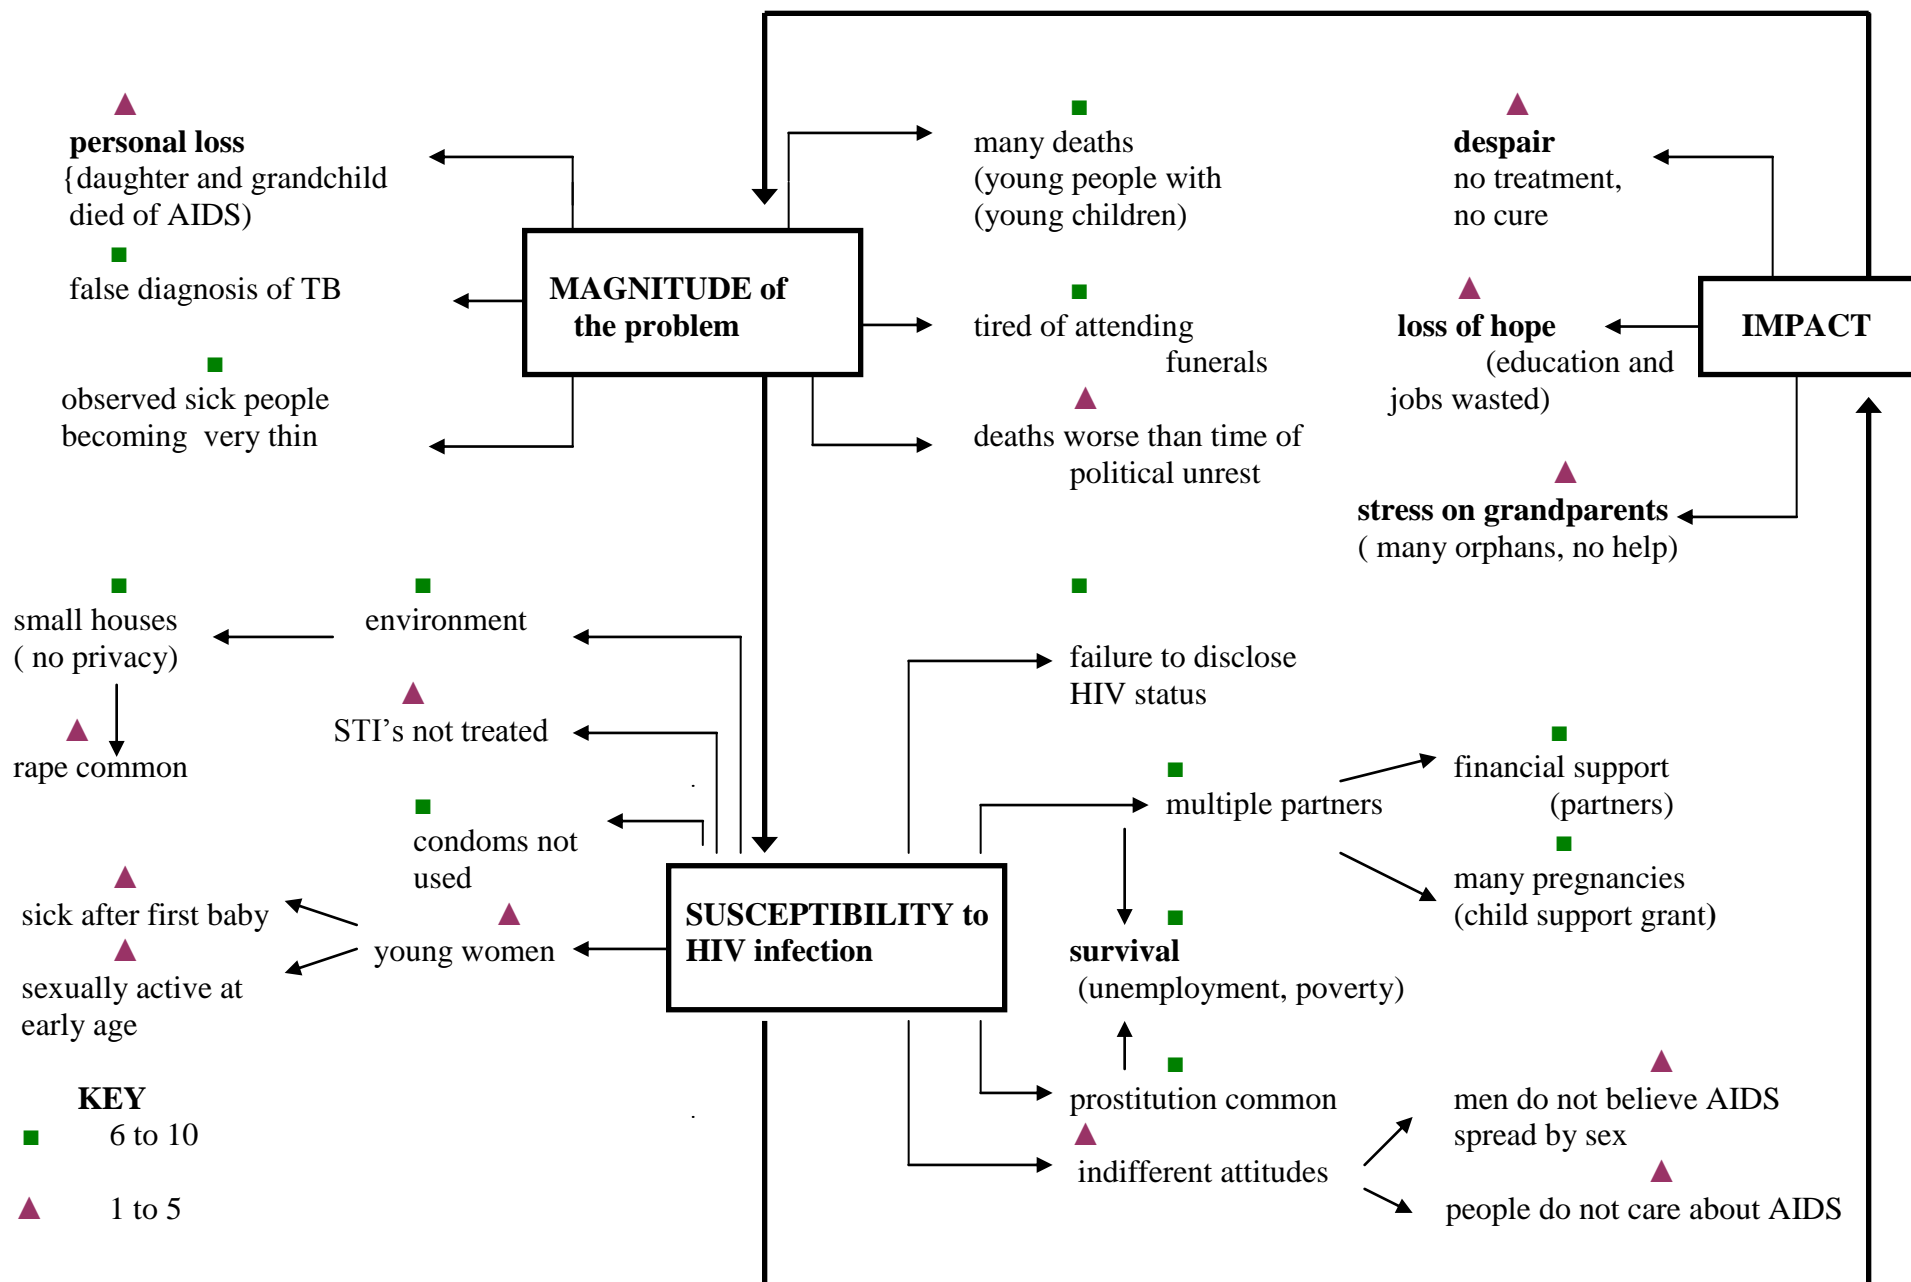 personal loss
{daughter and grandchild
died of AIDS)
false diagnosis of TB
observed sick people
becoming very thin
MAGNITUDE of
the problem
many deaths
(young people with
(young children)
tired of attending
funerals
deaths worse than time of
political unrest
despair
no treatment,
no cure
loss of hope
(education and
jobs wasted)
stress on grandparents
( many orphans, no help)
IMPACT
small houses
( no privacy)
rape common
environment
STI’s not treated
condoms not
used
sick after first baby
sexually active at
early age
young women
SUSCEPTIBILITY to
HIV infection
failure to disclose
HIV status
multiple partners
financial support
(partners)
many pregnancies
(child support grant)
survival
(unemployment, poverty)
prostitution common
indifferent attitudes
men do not believe AIDS
spread by sex
people do not care about AIDS
KEY
6 to 10
1 to 5